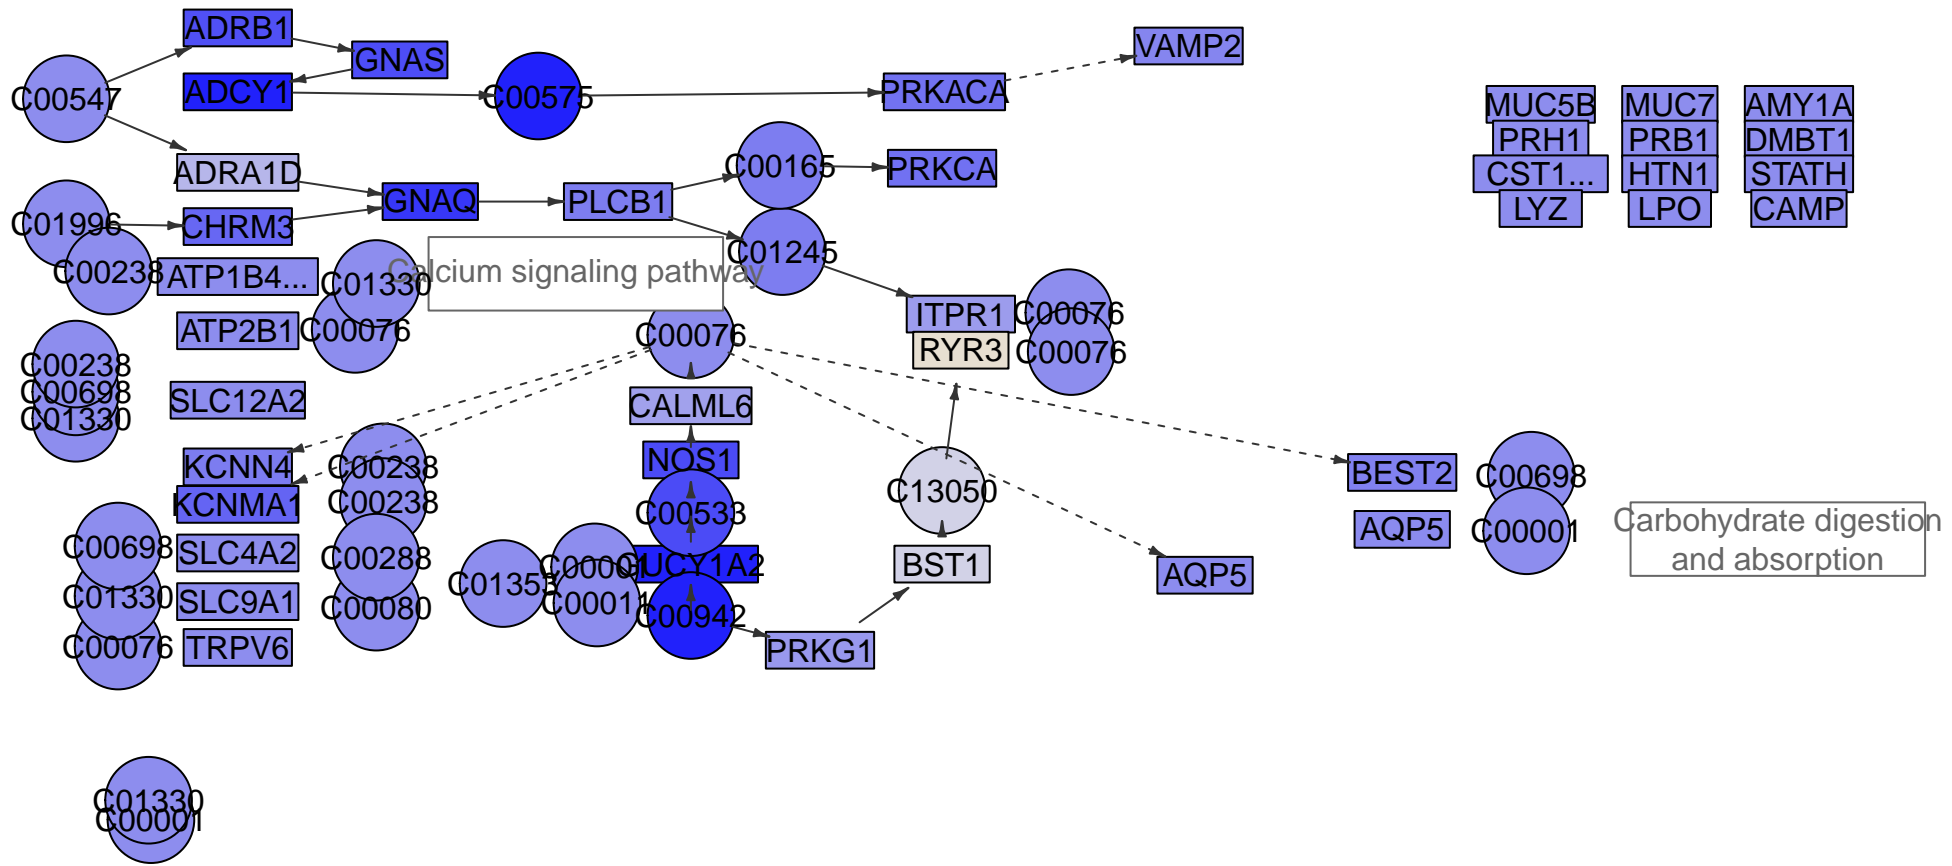 ADRB1
GNAS
VAMP2
C00547
ADCY1
C00575
PRKACA
MUC5B
MUC7
AMY1A
PRH1
PRB1
DMBT1
ADRA1D
C00165
PRKCA
CST1...
HTN1
STATH
GNAQ
PLCB1
LYZ
LPO
CAMP
C01996
CHRM3
C01245
C00238
ATP1B4...
C01330
Calcium signaling pathway
ATP2B1
C00076
C00076
ITPR1
C00076
RYR3
C00076
C00238
C00698
C01330
SLC12A2
CALML6
KCNN4
C00238
NOS1
BEST2
C00698
KCNMA1
C00238
C00533
C13050
AQP5
C00001
Carbohydrate digestion
and absorption
C00698
SLC4A2
C00288
C00001
GUCY1A2
BST1
AQP5
C01353
C01330
SLC9A1
C00080
C00011
C00942
C00076
TRPV6
PRKG1
C01330
C00001